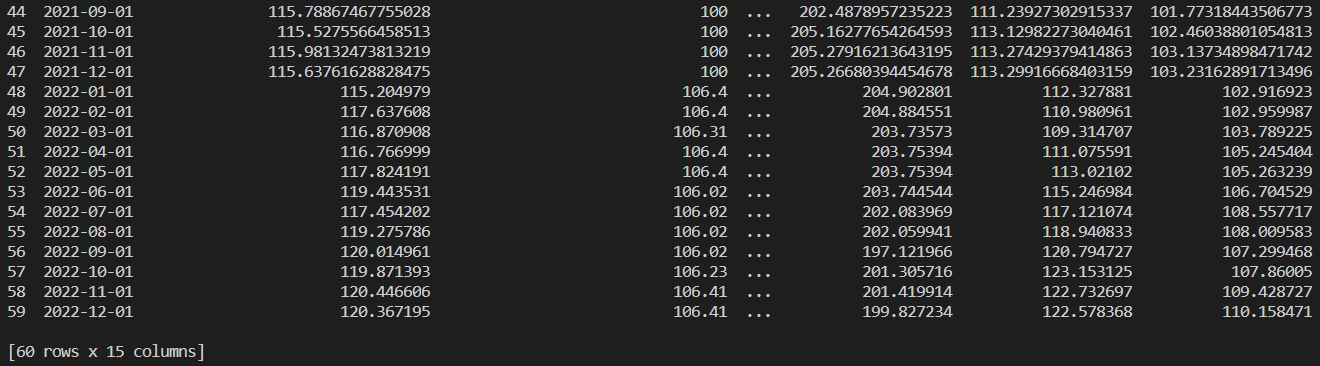 44 2021-09-01 115.78867467755028 100 ... 202.4878957235223 111.23927302915337 101.77318443506773
45 2021-10-01 115.5275566458513 100 ... 205.16277654264593 113.12982273040461 102.46038801054813
46 2021-11-01 115.98132473813219 100 ... 205.27916213643195 113.27429379414863 103.13734898471742
47 2021-12-01 115.63761628828475 100 ... 205.26680394454678 113.29916668403159 103.23162891713496
48 2022-01-01 115.204979 106.4 ... 204.902801 112.327881 102.916923
49 2022-02-01 117.637608 106.4 ... 204.884551 110.980961 102.959987
50 2022-03-01 116.870908 106.31 ... 203.73573 109.314707 103.789225
51 2022-04-01 116.766999 106.4 ... 203.75394 111.075591 105.245404
52 2022-05-01 117.824191 106.4 ... 203.75394 113.02102 105.263239
53 2022-06-01 119.443531 106.02 ... 203.744544 115.246984 106.704529
54 2022-07-01 117.454202 106.02 ... 202.083969 117.121074 108.557717
55 2022-08-01 119.275786 106.02 ... 202.059941 118.940833 108.009583
56 2022-09-01 120.014961 106.02 ... 197.121966 120.794727 107.299468
57 2022-10-01 119.871393 106.23 ... 201.305716 123.153125 107.86005
58 2022-11-01 120.446606 106.41 ... 201.419914 122.732697 109.428727
59 2022-12-01 120.367195 106.41 ... 199.827234 122.578368 110.158471
[60 rows x 15 columns]